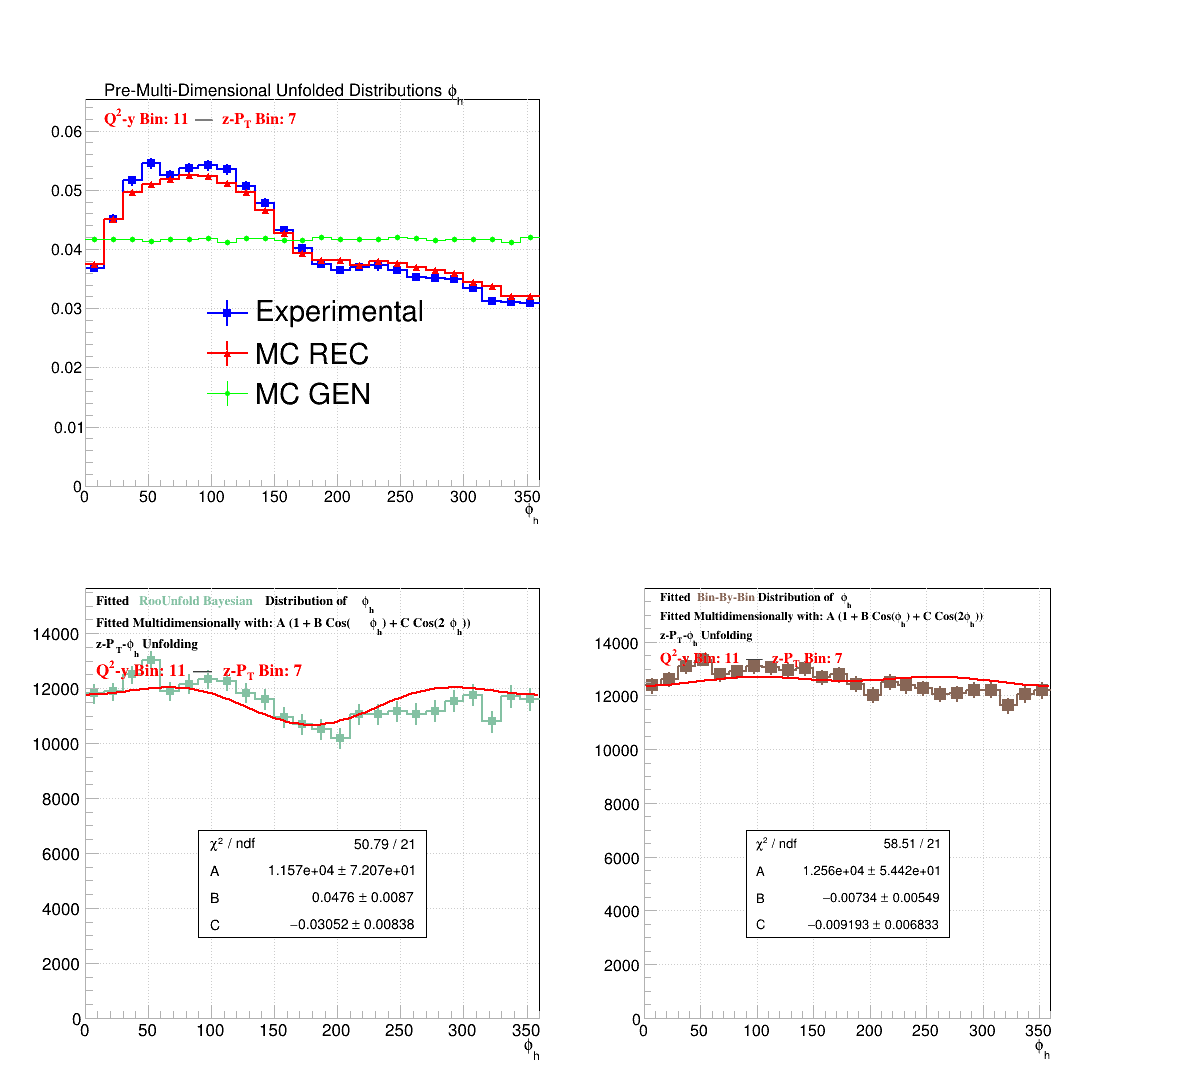 Pre-Multi-Dimensional Unfolded Distributions ϕh
Q2-y Bin: 11 — z-PT Bin: 7
0.06
0.05
0.04
0.03
0.02
0.01
0
Experimental
MC REC
MC GEN
0 50 100 150 200 250 300 350
ϕh
Fitted RooUnfold Bayesian Distribution of ϕh
Fitted Multidimensionally with: A (1 + B Cos( ϕh) + C Cos(2 ϕh))
z-PT-ϕh Unfolding
Q2-y Bin: 11 — z-PT Bin: 7
14000
12000
10000
8000
6000
4000
2000
0
χ2 / ndf 50.79 / 21
A 1.157e+04 ± 7.207e+01
B 0.0476 ± 0.0087
C −0.03052 ± 0.00838
0 50 100 150 200 250 300 350
ϕh
Fitted Bin-By-Bin Distribution of ϕh
Fitted Multidimensionally with: A (1 + B Cos(ϕh) + C Cos(2ϕh))
z-PT-ϕh Unfolding
Q2-y Bin: 11 — z-PT Bin: 7
14000
12000
10000
8000
6000
4000
2000
0
χ2 / ndf 58.51 / 21
A 1.256e+04 ± 5.442e+01
B −0.00734 ± 0.00549
C −0.009193 ± 0.006833
0 50 100 150 200 250 300 350
ϕh